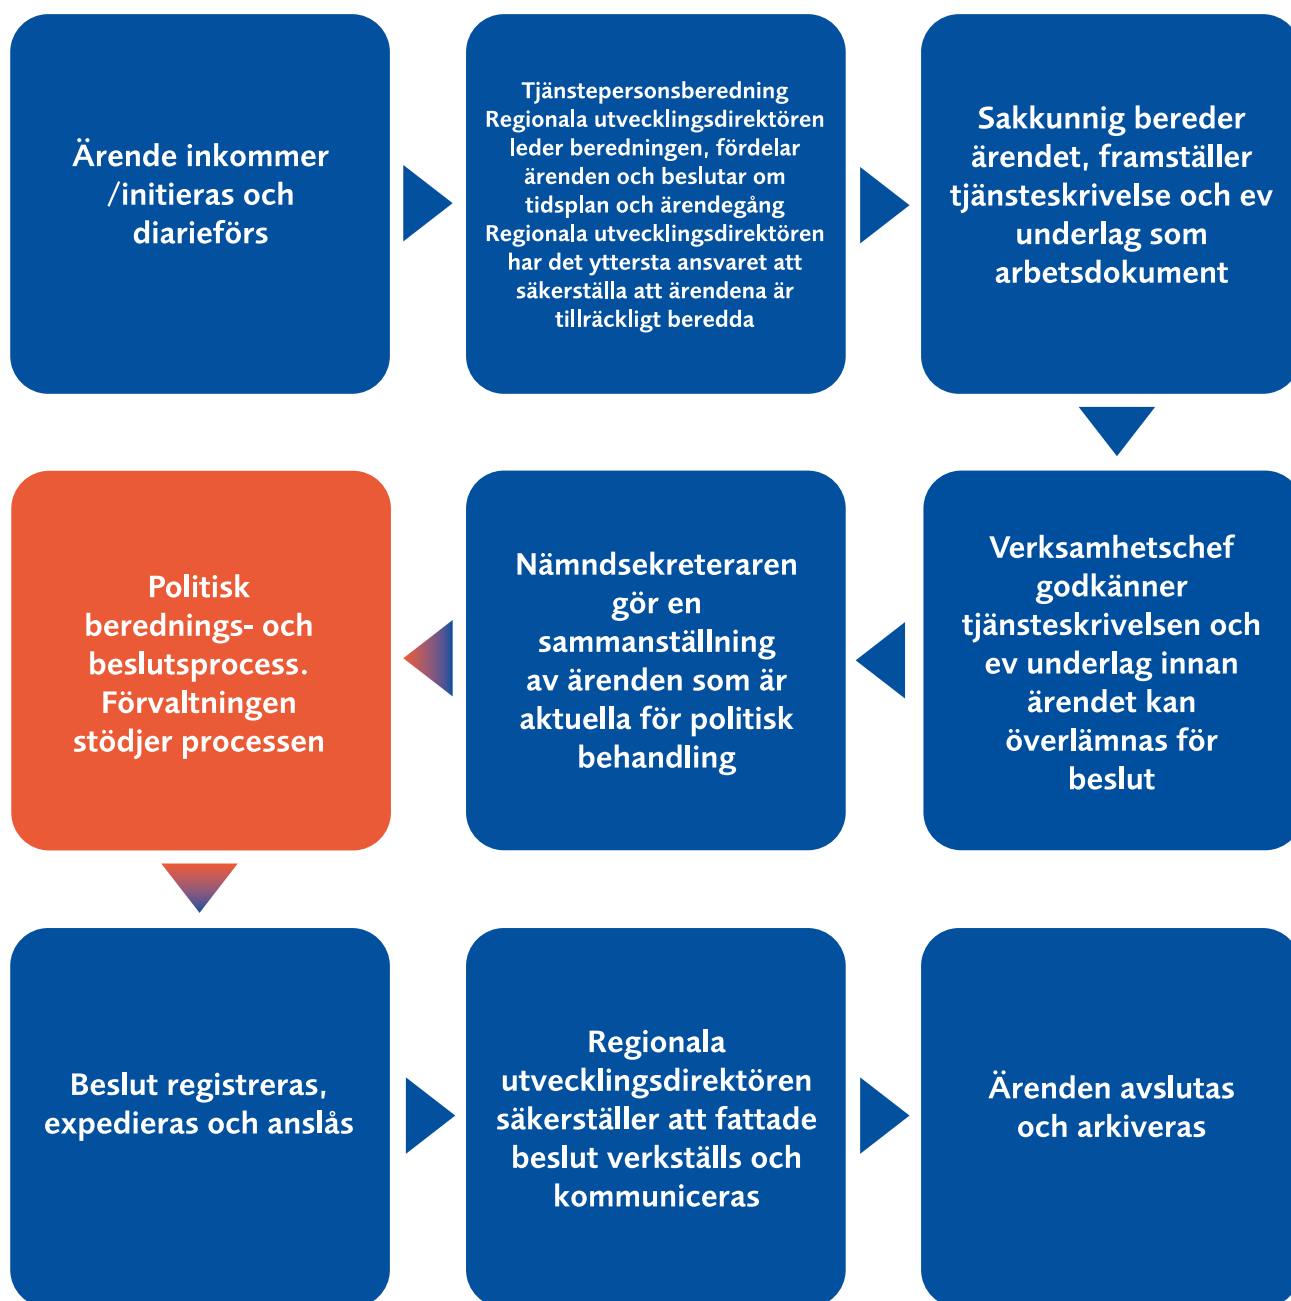 Ärende inkommer
/initieras och
diarieförs
Tjänstepersonsberedning
Regionala utvecklingsdirektören
leder beredningen, fördelar
ärenden och beslutar om
tidsplan och ärendegång
Regionala utvecklingsdirektören
har det yttersta ansvaret att
säkerställa att ärendena är
tillräckligt beredda
Sakkunnig bereder
ärendet, framställer
tjänsteskrivelse och ev
underlag som
arbetsdokument
Verksamhetschef
godkänner
tjänsteskrivelsen och
ev underlag innan
ärendet kan
överlämnas för
beslut
Nämndsekreteraren
gör en
sammanställning
av ärenden som är
aktuella för politisk
behandling
Politisk
berednings- och
beslutsprocess.
Förvaltningen
stödjer processen
Beslut registreras,
expedieras och anslås
Regionala
utvecklingsdirektören
säkerställer att fattade
beslut verkställs och
kommuniceras
Ärenden avslutas
och arkiveras